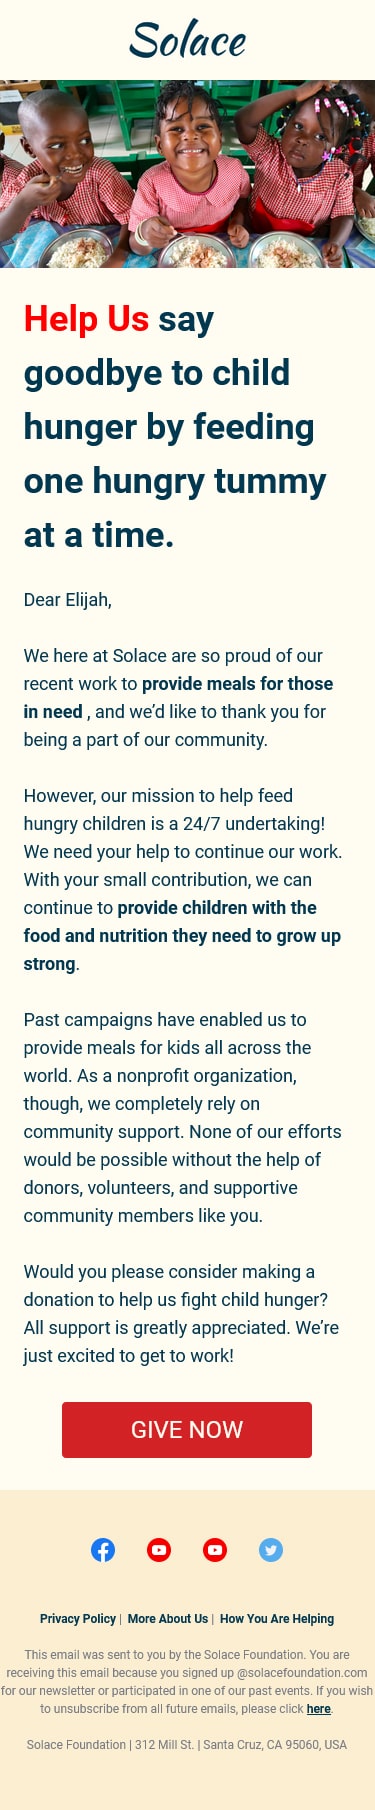 Solace
Help Us say
goodbye to child
hunger by feeding
one hungry tummy
at a time.
Dear Elijah,
We here at Solace are so proud of our
recent work to provide meals for those
in need , and we’d like to thank you for
being a part of our community.
However, our mission to help feed
hungry children is a 24/7 undertaking!
We need your help to continue our work.
With your small contribution, we can
continue to provide children with the
food and nutrition they need to grow up
strong.
Past campaigns have enabled us to
provide meals for kids all across the
world. As a nonprofit organization,
though, we completely rely on
community support. None of our efforts
would be possible without the help of
donors, volunteers, and supportive
community members like you.
Would you please consider making a
donation to help us fight child hunger?
All support is greatly appreciated. We’re
just excited to get to work!
GIVE NOW
Privacy Policy | More About Us | How You Are Helping
This email was sent to you by the Solace Foundation. You are
receiving this email because you signed up @solacefoundation.com
for our newsletter or participated in one of our past events. If you wish
to unsubscribe from all future emails, please click here.
Solace Foundation | 312 Mill St. | Santa Cruz, CA 95060, USA